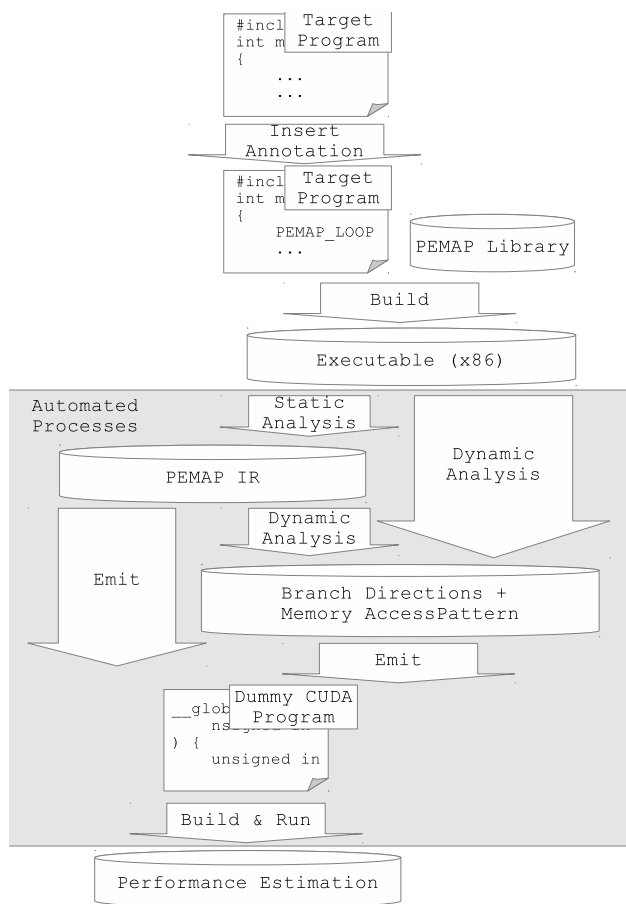 #incl
int m
{
...
...
Target
Program
Insert
Annotation
#incl
int m
{
PEMAP_LOOP
...
Target
Program
PEMAP Library
Build
Executable (x86)
Automated
Processes
Static
Analysis
Dynamic
Analysis
PEMAP IR
Dynamic
Analysis
Emit
Branch Directions +
Memory AccessPattern
Emit
Dummy CUDA
Program
__glob
) {
unsigned in
Build & Run
Performance Estimation